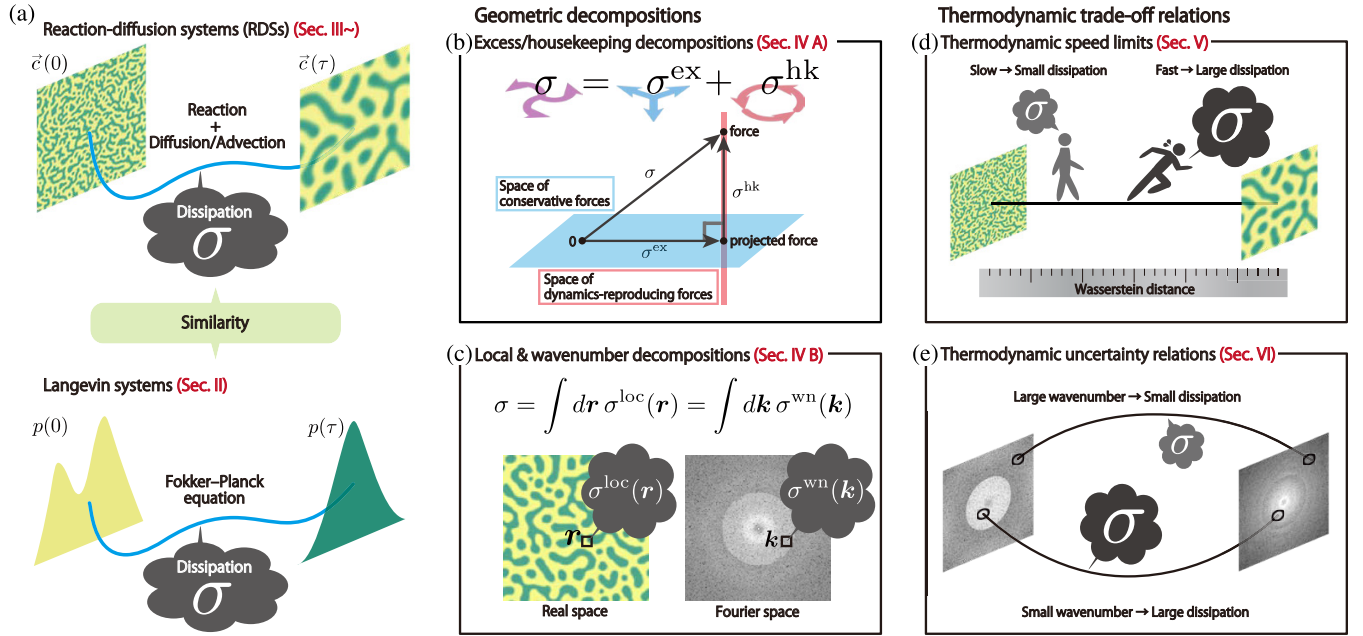 (a)
Reaction-diffusion systems (RDSs) (Sec. III~)
c⃗(0)
c⃗(τ)
Reaction
+
Diffusion/Advection
Dissipation
σ
Similarity
Langevin systems (Sec. II)
p(0)
p(τ)
Fokker–Planck
equation
Dissipation
σ
Geometric decompositions
(b) Excess/housekeeping decompositions (Sec. IV A)
σ = σ^ex + σ^hk
force
σ
σ^hk
Space of
conservative forces
0
σ^ex
projected force
Space of
dynamics-reproducing forces
(c) Local & wavenumber decompositions (Sec. IV B)
σ = ∫ dr σ^loc(r) = ∫ dk σ^wn(k)
σ^loc(r)
r
σ^wn(k)
k
Real space
Fourier space
Thermodynamic trade-off relations
(d) Thermodynamic speed limits (Sec. V)
Slow → Small dissipation
Fast → Large dissipation
σ
σ
Wasserstein distance
(e) Thermodynamic uncertainty relations (Sec. VI)
Large wavenumber → Small dissipation
σ
σ
Small wavenumber → Large dissipation